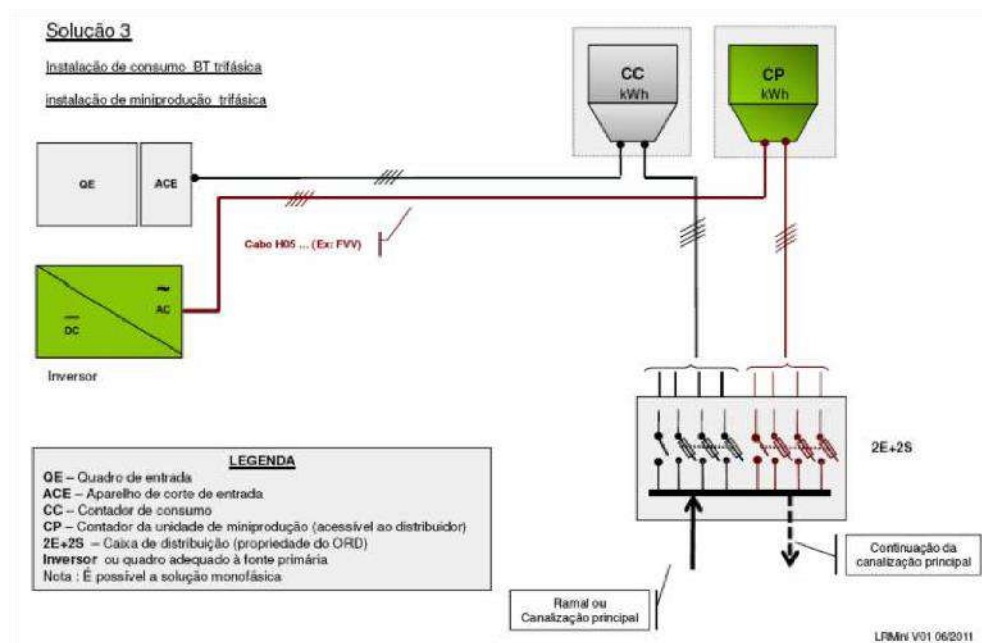 Solução 3
Instalação de consumo BT trifásica
instalação de miniprodução trifásica
CC
kWh
CP
kWh
QE
ACE
Cabo H05 ... (Ex: FVV)
AC
DC
Inversor
2E+2S
LEGENDA
QE – Quadro de entrada
ACE – Aparelho de corte de entrada
CC – Contador de consumo
CP – Contador da unidade de miniprodução (acessível ao distribuidor)
2E+2S – Caixa de distribuição (propriedade do ORD)
Inversor ou quadro adequado à fonte primária
Nota : É possível a solução monofásica
Continuação da
canalização principal
Ramal ou
Canalização principal
LRMini V01 06/2011